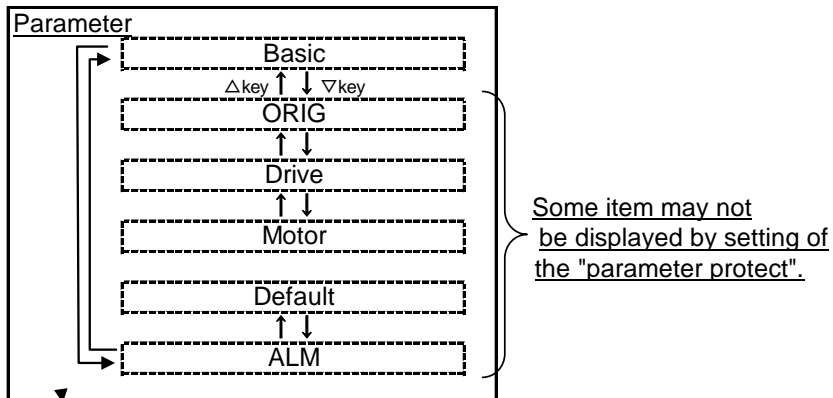 Parameter
Basic
△key ▽key
ORIG
Drive
Motor
Default
ALM
Some item may not
be displayed by setting of
the "parameter protect".